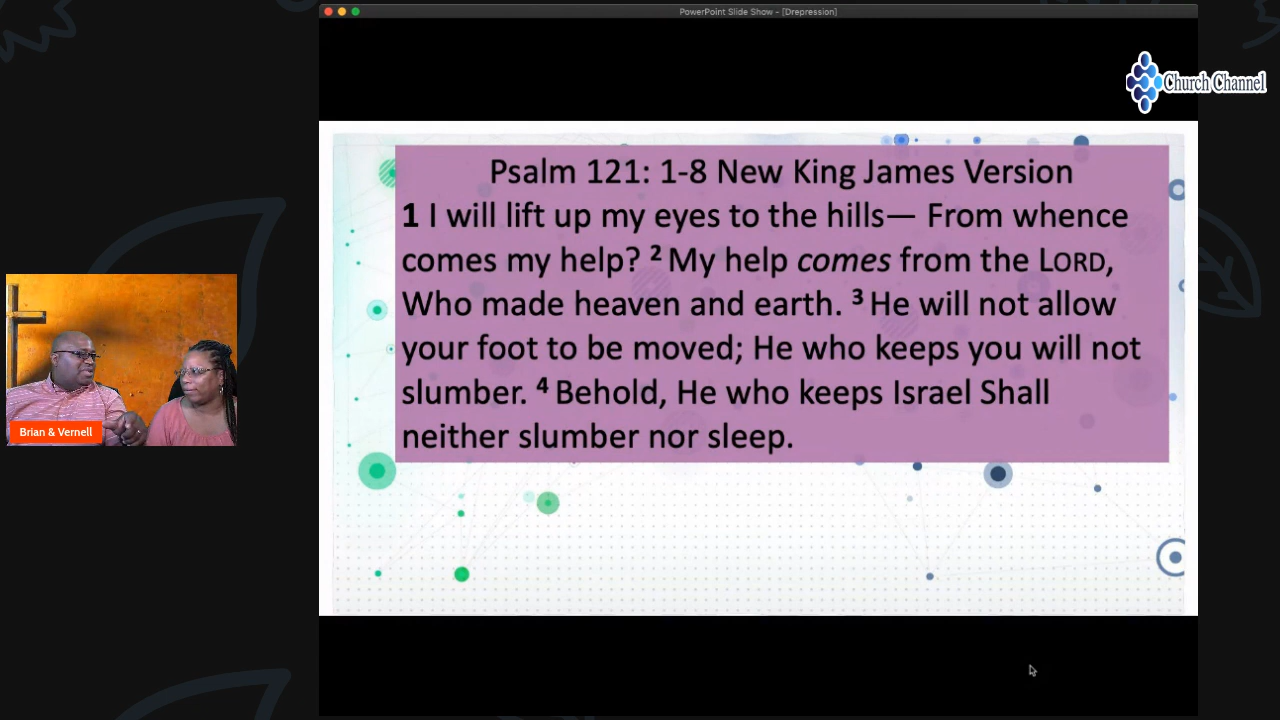 PowerPoint Slide Show - [Drepression]
Church Channel
Psalm 121: 1-8 New King James Version
1 I will lift up my eyes to the hills— From whence
comes my help? 2 My help comes from the LORD,
Who made heaven and earth. 3 He will not allow
your foot to be moved; He who keeps you will not
slumber. 4 Behold, He who keeps Israel Shall
neither slumber nor sleep.
Brian & Vernell